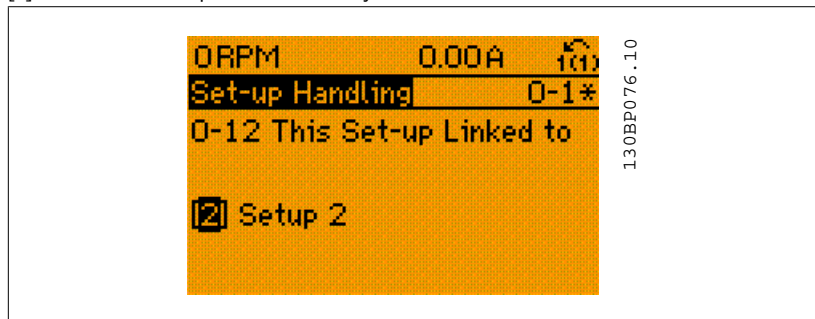 0RPM 0.00A 1(1)
Set-up Handling 0-1*
0-12 This Set-up Linked to
[2] Setup 2
130BP076.10